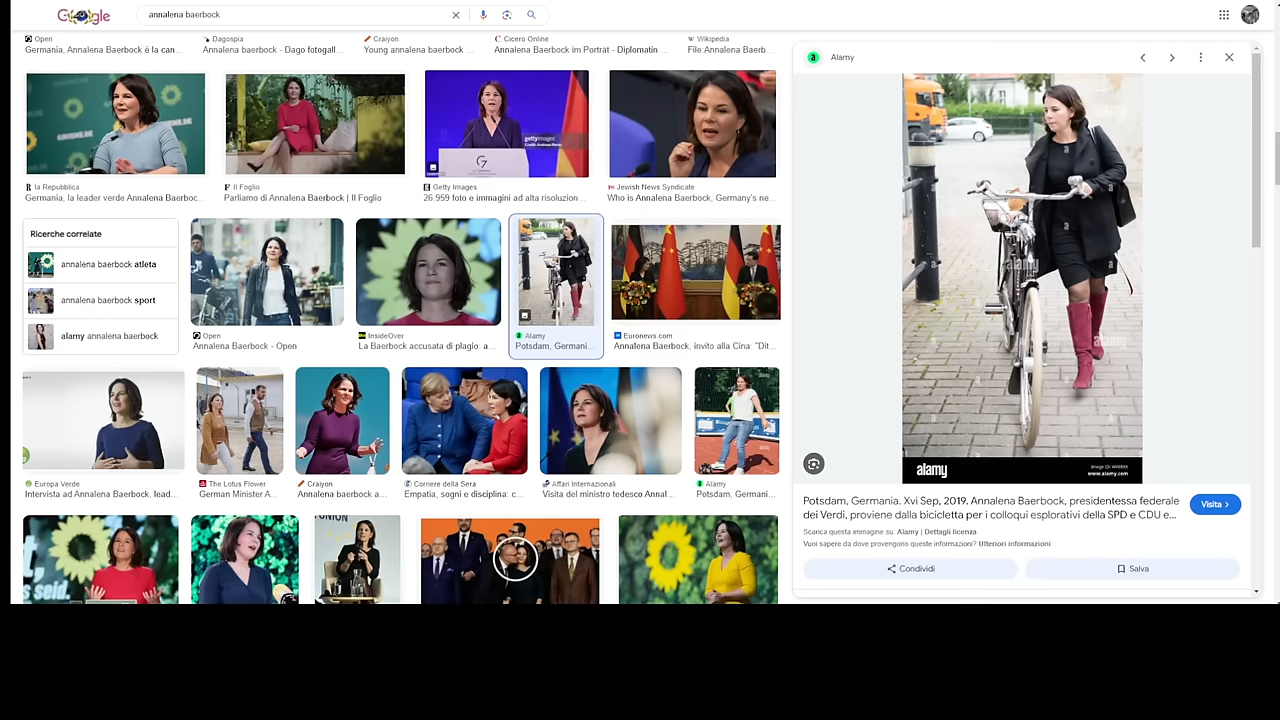 Google
annalena baerbock
Open
Germania, Annalena Baerbock è la can...
Dagospia
Annalena baerbock - Dago fotogall...
Craiyon
Young annalena baerbock ...
Cicero Online
Annalena Baerbock im Porträt - Diplomatin ...
Wikipedia
File:Annalena Baerb...
la Repubblica
Germania, la leader verde Annalena Baerboc...
Il Foglio
Parliamo di Annalena Baerbock | Il Foglio
gettyimages
Getty Images
26.959 foto e immagini ad alta risoluzion...
Jewish News Syndicate
Who is Annalena Baerbock, Germany's ne...
Ricerche correlate
annalena baerbock atleta
annalena baerbock sport
alamy annalena baerbock
Open
Annalena Baerbock - Open
InsideOver
La Baerbock accusata di plagio: a...
Alamy
Potsdam, Germani...
Euronews.com
Annalena Baerbock, invito alla Cina: "Dit...
Europa Verde
Intervista ad Annalena Baerbock, lead...
The Lotus Flower
German Minister A...
Craiyon
Annalena baerbock a...
Corriere della Sera
Empatia, sogni e disciplina: c...
Affari Internazionali
Visita del ministro tedesco Annal...
Alamy
Potsdam, Germani...
s seid.
a
Alamy
alamy
alamy
www.alamy.com
Potsdam, Germania. Xvi Sep, 2019. Annalena Baerbock, presidentessa federale
dei Verdi, proviene dalla bicicletta per i colloqui esplorativi della SPD e CDU e...
Visita
Scarica questa immagine su: Alamy | Dettagli licenza
Vuoi sapere da dove provengono queste informazioni? Ulteriori informazioni
Condividi
Salva